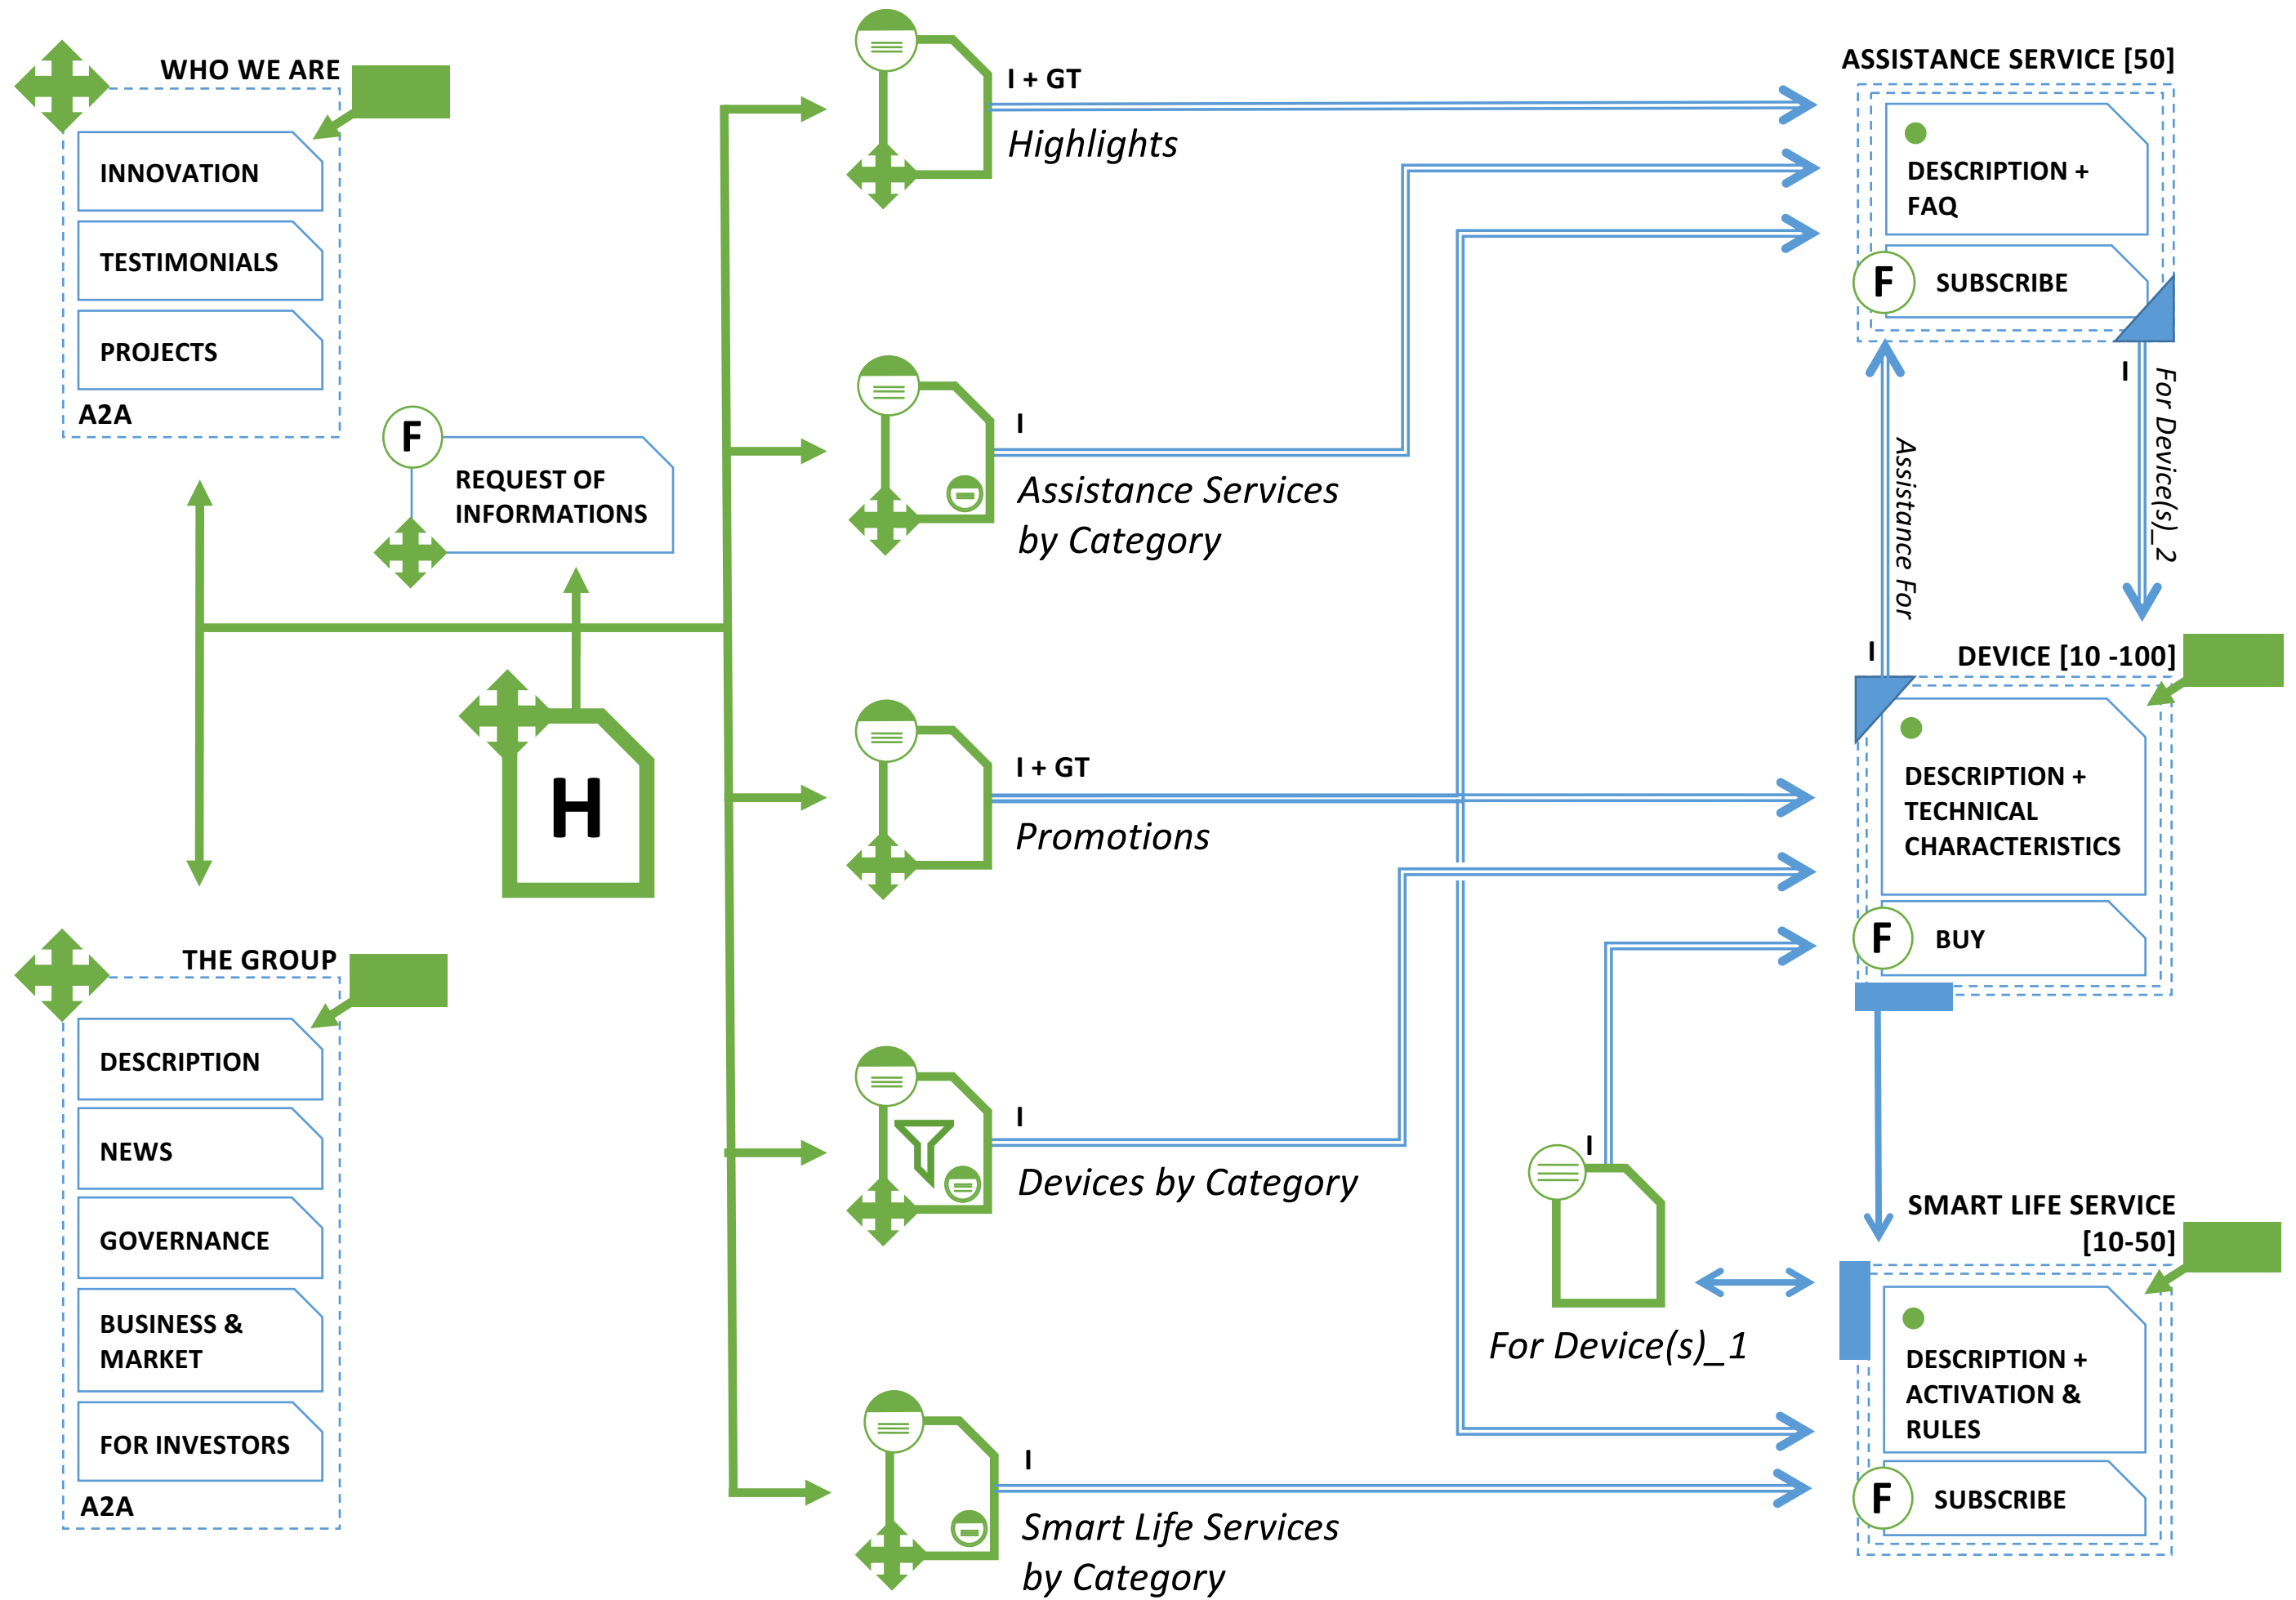 WHO WE ARE
INNOVATION
TESTIMONIALS
PROJECTS
A2A
F
REQUEST OF
INFORMATIONS
H
THE GROUP
DESCRIPTION
NEWS
GOVERNANCE
BUSINESS &
MARKET
FOR INVESTORS
A2A
I + GT
Highlights
I
Assistance Services
by Category
I + GT
Promotions
I
Devices by Category
I
Smart Life Services
by Category
I
For Device(s)_1
ASSISTANCE SERVICE [50]
DESCRIPTION +
FAQ
F
SUBSCRIBE
I
For Device(s)_2
Assistance For
I
DEVICE [10 -100]
DESCRIPTION +
TECHNICAL
CHARACTERISTICS
F
BUY
SMART LIFE SERVICE
[10-50]
DESCRIPTION +
ACTIVATION &
RULES
F
SUBSCRIBE